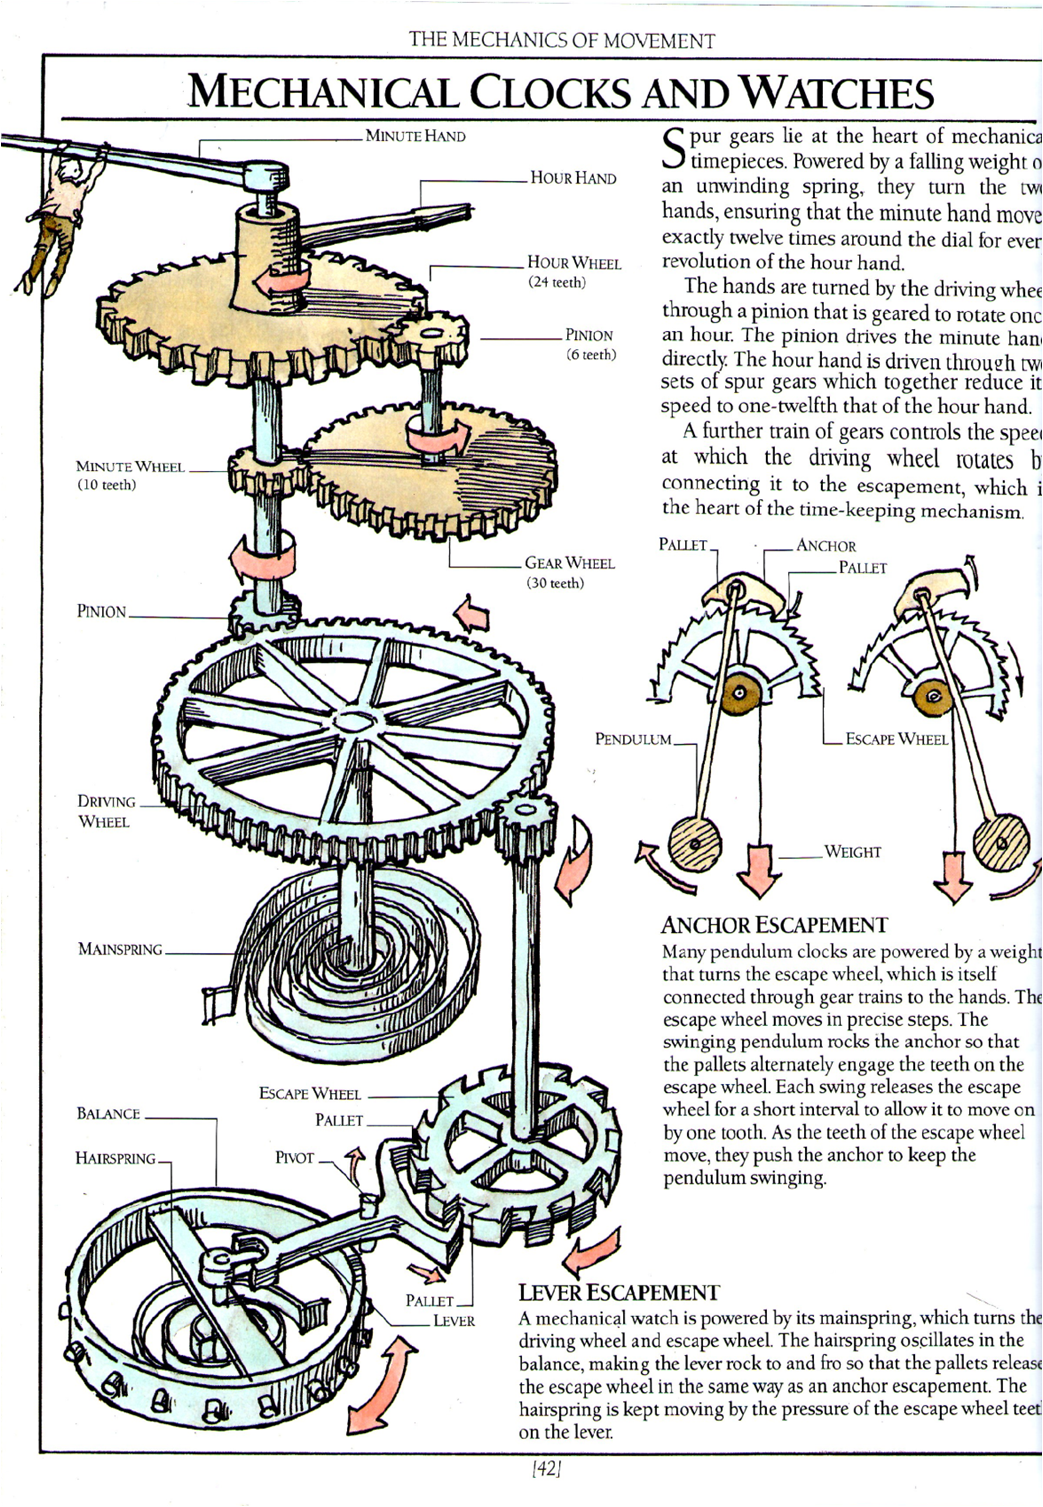 THE MECHANICS OF MOVEMENT
MECHANICAL CLOCKS AND WATCHES
MINUTE HAND
HOUR HAND
HOUR WHEEL
(24 teeth)
PINION
(6 teeth)
MINUTE WHEEL
(10 teeth)
GEAR WHEEL
(30 teeth)
PINION
DRIVING
WHEEL
MAINSPRING
ESCAPE WHEEL
PALLET
BALANCE
HAIRSPRING
PIVOT
PALLET
LEVER
Spur gears lie at the heart of mechanica
timepieces. Powered by a falling weight o
an unwinding spring, they turn the tw
hands, ensuring that the minute hand move
exactly twelve times around the dial for ever
revolution of the hour hand.
The hands are turned by the driving whee
through a pinion that is geared to rotate onc
an hour. The pinion drives the minute han
directly. The hour hand is driven through tw
sets of spur gears which together reduce it
speed to one-twelfth that of the hour hand.
A further train of gears controls the spee
at which the driving wheel rotates b
connecting it to the escapement, which i
the heart of the time-keeping mechanism.
PALLET
ANCHOR
PALLET
PENDULUM
ESCAPE WHEEL
WEIGHT
ANCHOR ESCAPEMENT
Many pendulum clocks are powered by a weight
that turns the escape wheel, which is itself
connected through gear trains to the hands. The
escape wheel moves in precise steps. The
swinging pendulum rocks the anchor so that
the pallets alternately engage the teeth on the
escape wheel. Each swing releases the escape
wheel for a short interval to allow it to move on
by one tooth. As the teeth of the escape wheel
move, they push the anchor to keep the
pendulum swinging.
LEVER ESCAPEMENT
A mechanical watch is powered by its mainspring, which turns the
driving wheel and escape wheel. The hairspring oscillates in the
balance, making the lever rock to and fro so that the pallets release
the escape wheel in the same way as an anchor escapement. The
hairspring is kept moving by the pressure of the escape wheel teet
on the lever.
[42]